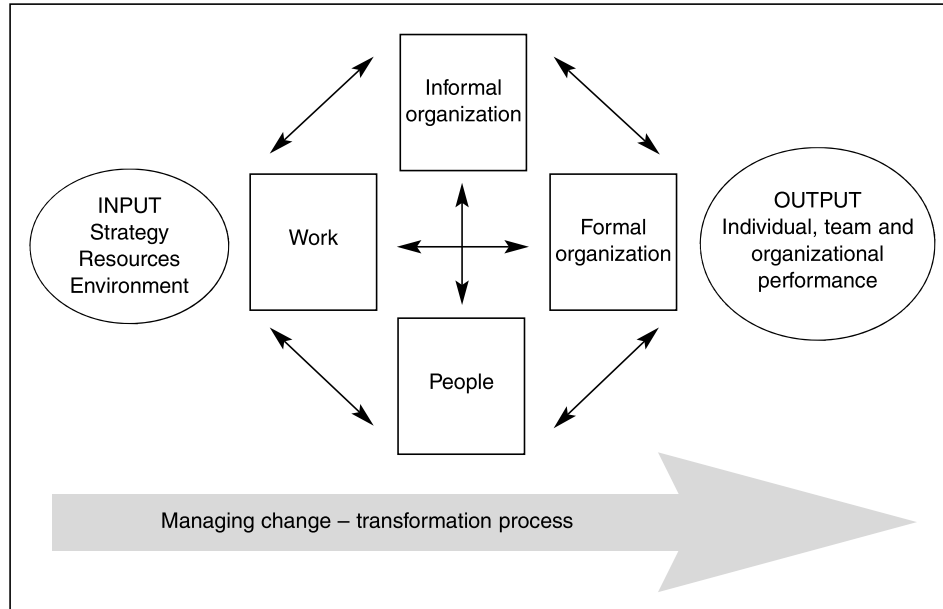 Informal
organization
INPUT
Strategy
Resources
Environment
Work
Formal
organization
OUTPUT
Individual, team and
organizational
performance
People
Managing change – transformation process